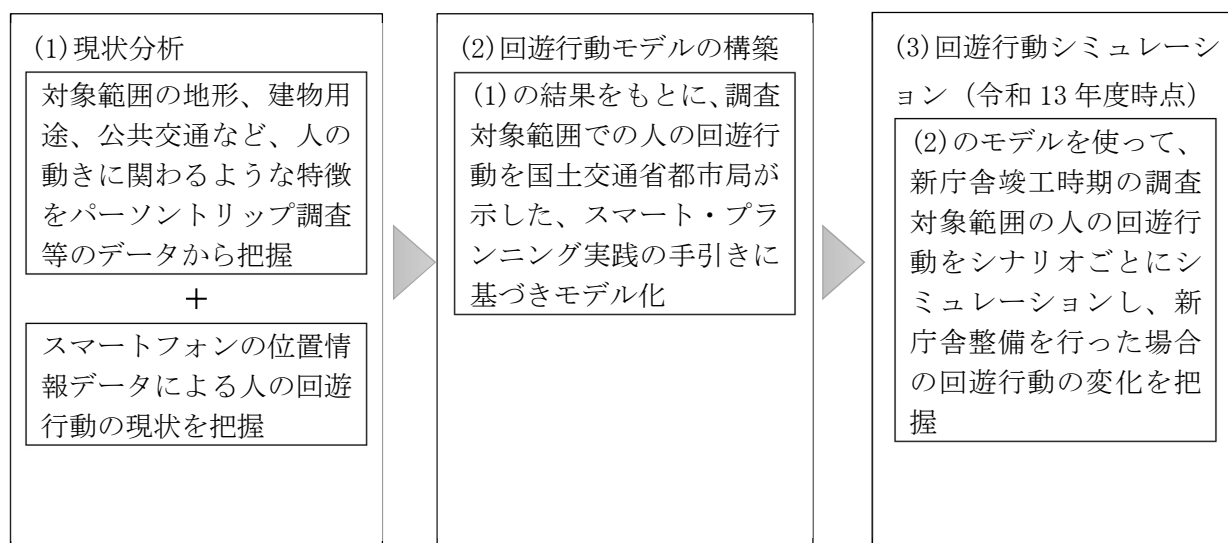 (1)現状分析
対象範囲の地形、建物用
途、公共交通など、人の
動きに関わるような特徴
をパーソントリップ調査
等のデータから把握
＋
スマートフォンの位置情
報データによる人の回遊
行動の現状を把握
(2)回遊行動モデルの構築
(1)の結果をもとに、調査
対象範囲での人の回遊行
動を国土交通省都市局が
示した、スマート・プラ
ンニング実践の手引きに
基づきモデル化
(3)回遊行動シミュレーシ
ョン（令和 13 年度時点）
(2)のモデルを使って、
新庁舎竣工時期の調査
対象範囲の人の回遊行
動をシナリオごとにシ
ミュレーションし、新
庁舎整備を行った場合
の回遊行動の変化を把
握